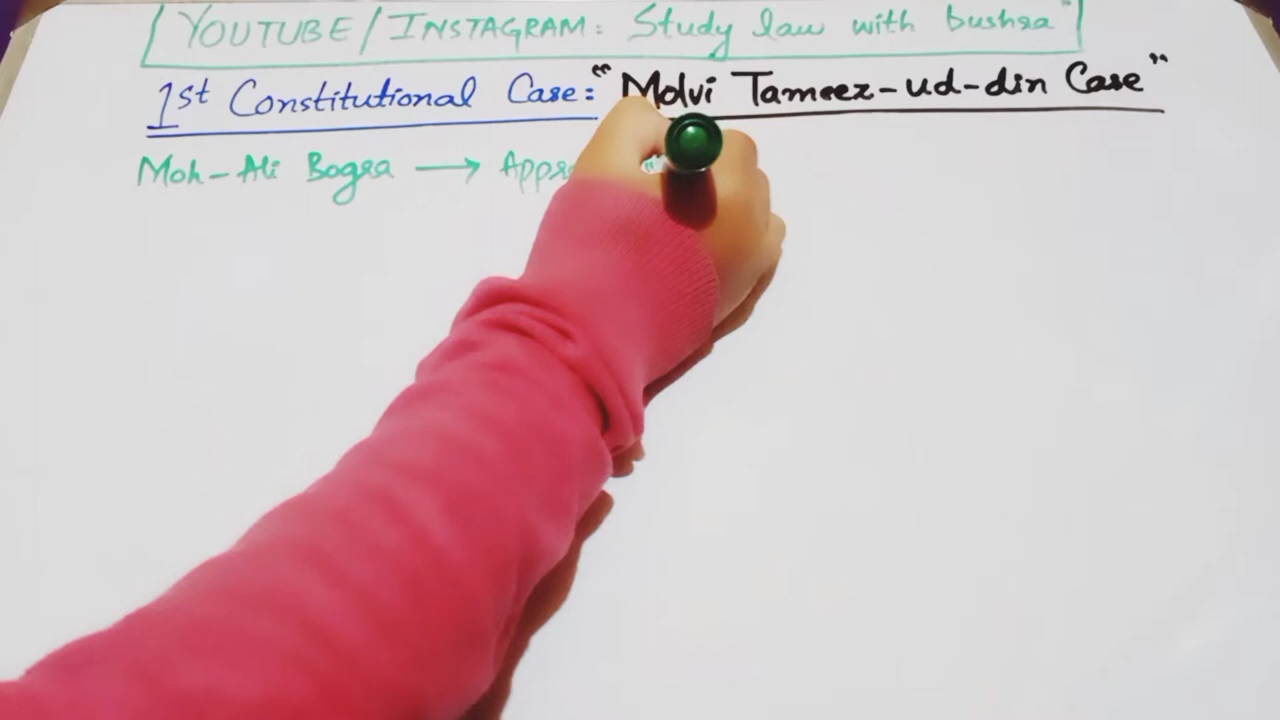 YOUTUBE/INSTAGRAM: Study law with bushra"
1st Constitutional Case: "Molvi Tameez-ud-din Case"
Moh-Ali Bogra → "